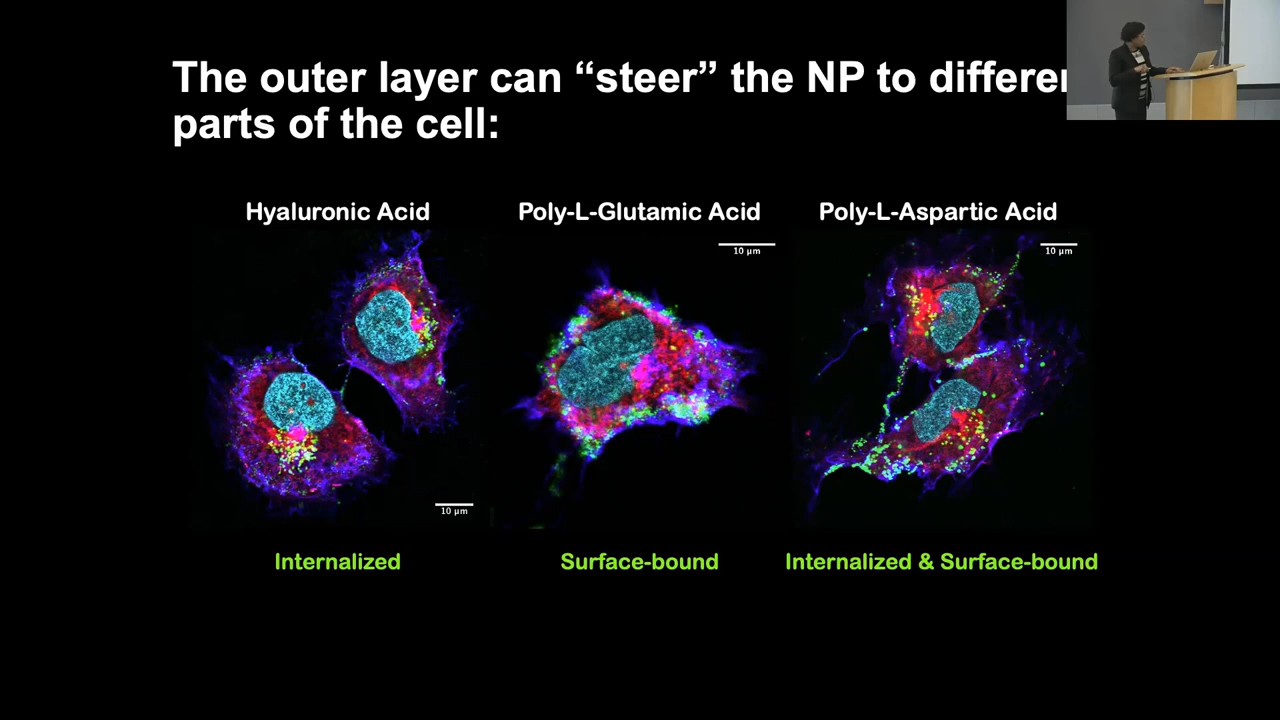 The outer layer can “steer” the NP to
parts of the cell:
Hyaluronic Acid
Poly-L-Glutamic Acid
Poly-L-Aspartic Acid
10 µm
10 µm
10 µm
Internalized
Surface-bound
Internalized & Surface-bound